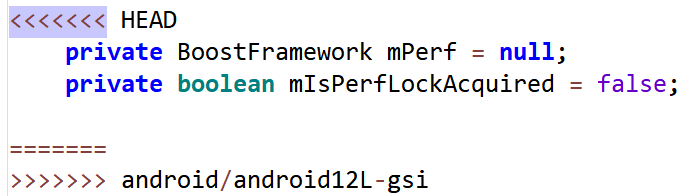 <<<<<<< HEAD
    private BoostFramework mPerf = null;
    private boolean mIsPerfLockAcquired = false;

=======
>>>>>>> android/android12L-gsi